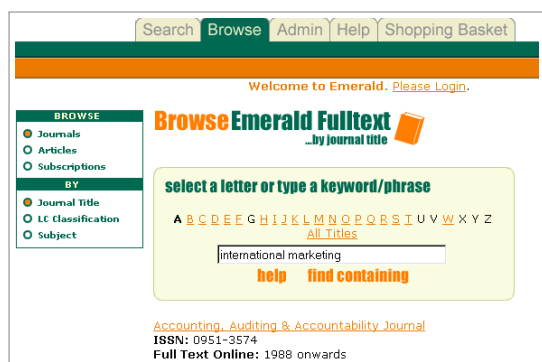 Search Browse Admin Help Shopping Basket
Welcome to Emerald. Please Login.
BROWSE
Journals
Articles
Subscriptions
BY
Journal Title
LC Classification
Subject
Browse Emerald Fulltext
...by journal title
select a letter or type a keyword/phrase
A B C D E F G H I J K L M N O P Q R S T U V W X Y Z
All Titles
international marketing
help find containing
Accounting, Auditing & Accountability Journal
ISSN: 0951-3574
Full Text Online: 1988 onwards